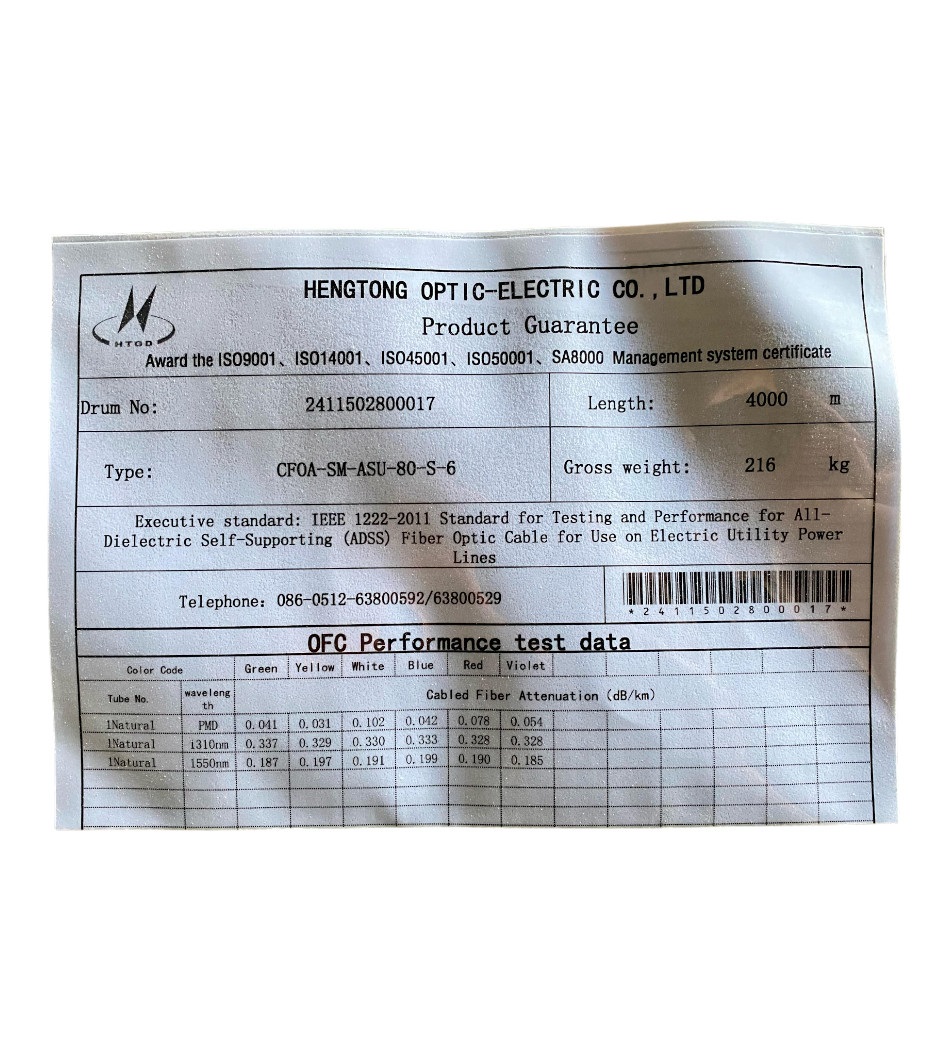 HENGTONG OPTIC-ELECTRIC CO.,LTD
HTGD
Product Guarantee
Award the ISO9001、ISO14001、ISO45001、ISO50001、SA8000 Management system certificate
Drum No: 2411502800017 Length: 4000 m
Type: CFOA-SM-ASU-80-S-6 Gross weight: 216 kg
Executive standard: IEEE 1222-2011 Standard for Testing and Performance for All-
Dielectric Self-Supporting (ADSS) Fiber Optic Cable for Use on Electric Utility Power
Lines
Telephone: 086-0512-63800592/63800529
*2411502800017*
OFC Performance test data
Color Code Green Yellow White Blue Red Violet
Tube No. waveleng
th Cabled Fiber Attenuation (dB/km)
1Natural PMD 0.041 0.031 0.102 0.042 0.078 0.054
1Natural 1310nm 0.337 0.329 0.330 0.333 0.328 0.328
1Natural 1550nm 0.187 0.197 0.191 0.199 0.190 0.185